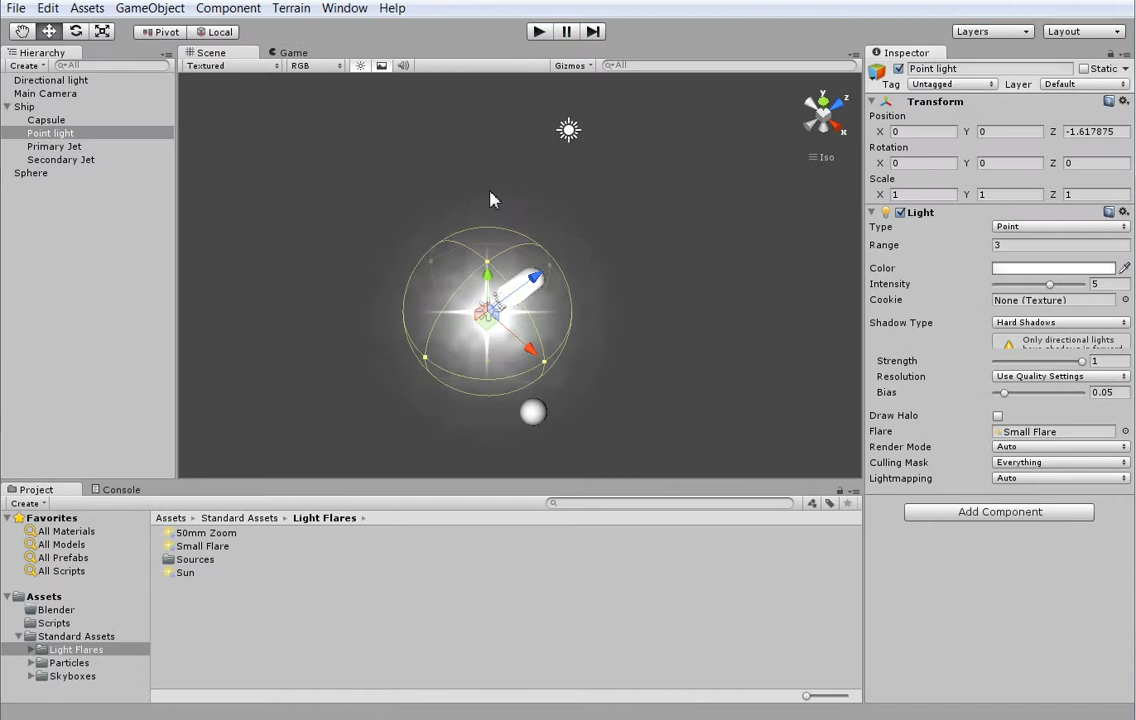 File Edit Assets GameObject Component Terrain Window Help
Pivot Local Layers Layout
Hierarchy
Create All
Directional light
Main Camera
Ship
Capsule
Point light
Primary Jet
Secondary Jet
Sphere
Scene Game
Textured RGB Gizmos All
y z x
Iso
Inspector
Point light Static
Tag Untagged Layer Default
Transform
Position
X 0 Y 0 Z -1.617875
Rotation
X 0 Y 0 Z 0
Scale
X 1 Y 1 Z 1
Light
Type Point
Range 3
Color
Intensity 5
Cookie None (Texture)
Shadow Type Hard Shadows
Only directional lights
Strength 1
Resolution Use Quality Settings
Bias 0.05
Draw Halo
Flare Small Flare
Render Mode Auto
Culling Mask Everything
Lightmapping Auto
Add Component
Project Console
Create
Favorites
All Materials
All Models
All Prefabs
All Scripts
Assets
Blender
Scripts
Standard Assets
Light Flares
Particles
Skyboxes
Assets Standard Assets Light Flares
50mm Zoom
Small Flare
Sources
Sun